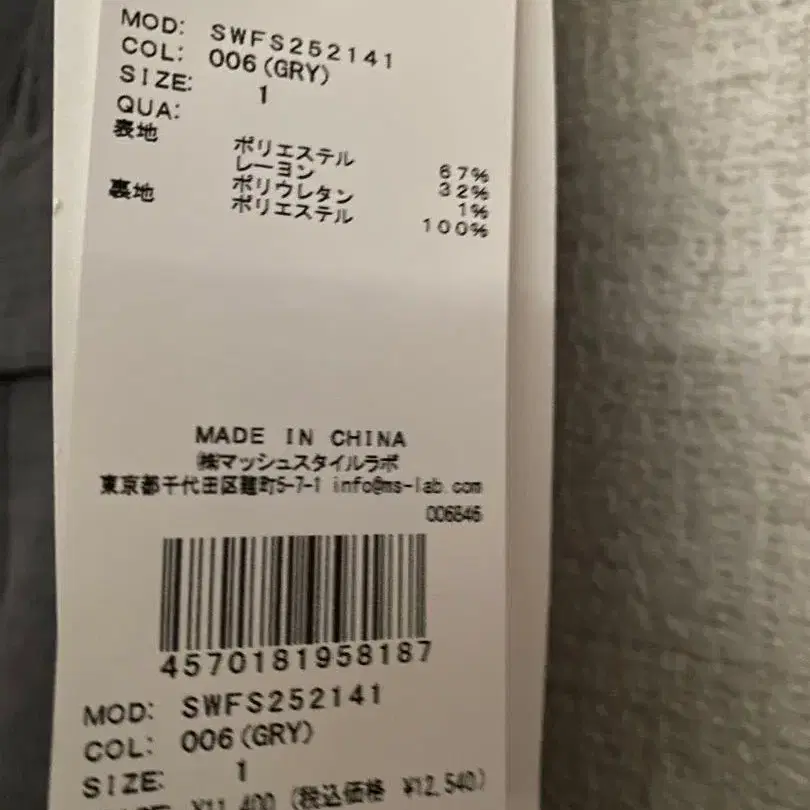 MOD: SWFS252141
COL: 006(GRY)
SIZE: 1
QUA:
表地 ポリエステル 67%
レーヨン 32%
ポリウレタン 1%
裏地 ポリエステル 100%
MADE IN CHINA
㈱マッシュスタイルラボ
東京都千代田区麹町5-7-1 info@ms-lab.com
006846
4570181958187
MOD: SWFS252141
COL: 006(GRY)
SIZE: 1
¥11,400 (税込価格 ¥12,540)